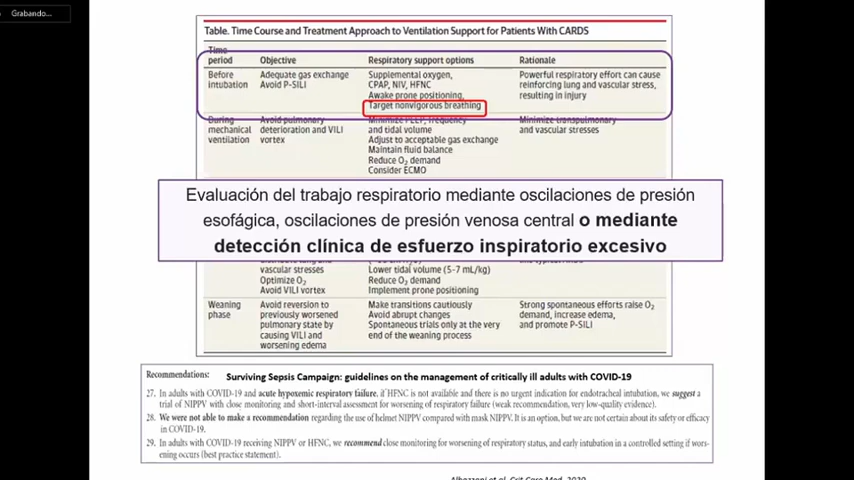 Grabando...
Table. Time Course and Treatment Approach to Ventilation Support for Patients With CARDS
Time
period Objective Respiratory support options Rationale
Before Adequate gas exchange Supplemental oxygen, Powerful respiratory effort can cause
intubation Avoid P-SILI CPAP, NIV, HFNC reinforcing lung and vascular stress,
Awake prone positioning, resulting in injury
Target nonvigorous breathing
During Avoid pulmonary Minimize PEEP, frequency Minimize transpulmonary
mechanical deterioration and VILI and tidal volume and vascular stresses
ventilation vortex Adjust to acceptable gas exchange
Maintain fluid balance
Reduce O₂ demand
Consider ECMO
Evaluación del trabajo respiratorio mediante oscilaciones de presión
esofágica, oscilaciones de presión venosa central o mediante
detección clínica de esfuerzo inspiratorio excesivo
vascular stresses Lower tidal volume (5-7 mL/kg)
Optimize O₂ Reduce O₂ demand
Avoid VILI vortex Implement prone positioning
Weaning Avoid reversion to Make transitions cautiously Strong spontaneous efforts raise O₂
phase previously worsened Avoid abrupt changes demand, increase edema,
pulmonary state by Spontaneous trials only at the very and promote P-SILI
causing VILI and end of the weaning process
worsening edema
Recommendations: Surviving Sepsis Campaign: guidelines on the management of critically ill adults with COVID-19
27. In adults with COVID-19 and acute hypoxemic respiratory failure, if HFNC is not available and there is no urgent indication for endotracheal intubation, we suggest a
trial of NIPPV with close monitoring and short-interval assessment for worsening of respiratory failure (weak recommendation, very low-quality evidence).
28. We were not able to make a recommendation regarding the use of helmet NIPPV compared with mask NIPPV. It is an option, but we are not certain about its safety or efficacy
in COVID-19.
29. In adults with COVID-19 receiving NIPPV or HFNC, we recommend close monitoring for worsening of respiratory status, and early intubation in a controlled setting if wors-
ening occurs (best practice statement).
Alhazzani et al. Crit Care Med. 2020